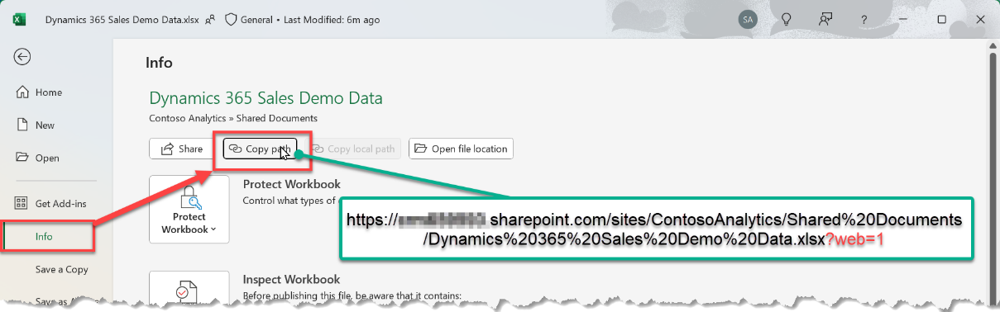 Dynamics 365 Sales Demo Data.xlsx General • Last Modified: 6m ago SA ?
Info
Home
Dynamics 365 Sales Demo Data
Contoso Analytics » Shared Documents
New
Share Copy path Copy local path Open file location
Open
Protect Workbook
Control what types of
Get Add-ins
Protect
Workbook
https:// sharepoint.com/sites/ContosoAnalytics/Shared%20Documents
/Dynamics%20365%20Sales%20Demo%20Data.xlsx?web=1
Info
Save a Copy
Inspect Workbook
Before publishing this file, be aware that it contains:
Save as